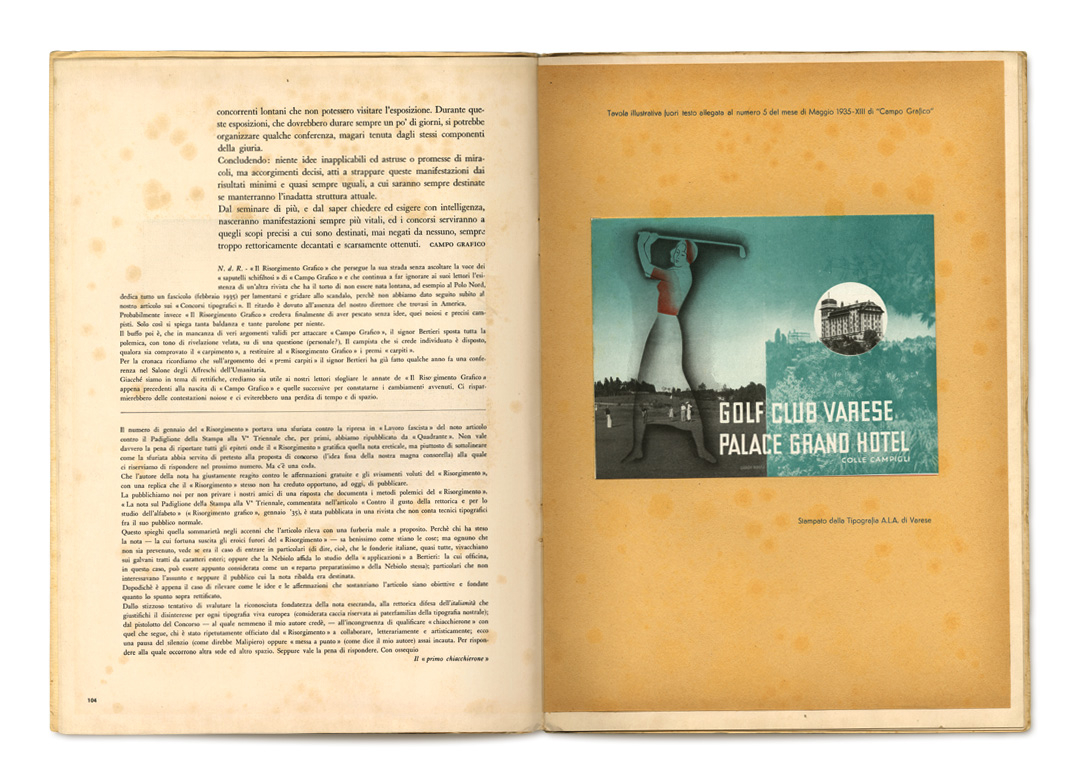 concorrenti lontani che non potessero visitare l'esposizione. Durante que-
ste esposizioni, che dovrebbero durare sempre un po' di giorni, si potrebbe
organizzare qualche conferenza, magari tenuta dagli stessi componenti
della giuria.
Concludendo: niente idee inapplicabili ed astruse o promesse di mira-
coli, ma accorgimenti decisi, atti a strappare queste manifestazioni dai
risultati minimi e quasi sempre uguali, a cui saranno sempre destinate
se manterranno l'inadatta struttura attuale.
Dal seminare di più, e dal saper chiedere ed esigere con intelligenza,
nasceranno manifestazioni sempre più vitali, ed i concorsi serviranno a
quegli scopi precisi a cui sono destinati, mai negati da nessuno, sempre
troppo rettoricamente decantati e scarsamente ottenuti. CAMPO GRAFICO
N. d. R. - « Il Risorgimento Grafico » che persegue la sua strada senza ascoltare la voce dei
« saputelli schifiltosi » di « Campo Grafico » e che continua a far ignorare ai suoi lettori l'esi-
stenza di un'altra rivista che ha il torto di non essere nata lontana, ad esempio al Polo Nord,
dedica tutto un fascicolo (febbraio 1935) per lamentarsi e gridare allo scandalo, perchè non abbiamo dato seguito subito al
nostro articolo sui « Concorsi tipografici ». Il ritardo è dovuto all'assenza del nostro direttore che trovasi in America.
Probabilmente invece « Il Risorgimento Grafico » credeva finalmente di aver pescato senza idee, quei noiosi e precisi cam-
pisti. Solo così si spiega tanta baldanza e tante parolone per niente.
Il buffo poi è, che in mancanza di veri argomenti validi per attaccare « Campo Grafico », il signor Bertieri sposta tutta la
polemica, con tono di rivelazione velata, su di una questione (personale?). Il campista che si crede individuato è disposto,
qualora sia comprovato il « carpimento », a restituire al « Risorgimento Grafico » i premi « carpiti ».
Per la cronaca ricordiamo che sull'argomento dei « premi carpiti » il signor Bertieri ha già fatto qualche anno fa una confe-
renza nel Salone degli Affreschi dell'Umanitaria.
Giacchè siamo in tema di rettifiche, crediamo sia utile ai nostri lettori sfogliare le annate de « Il Risorgimento Grafico »
appena precedenti alla nascita di « Campo Grafico » e quelle successive per constatarne i cambiamenti avvenuti. Ci rispar-
mierebbero delle contestazioni noiose e ci eviterebbero una perdita di tempo e di spazio.
Il numero di gennaio del « Risorgimento » portava una sfuriata contro la ripresa in « Lavoro fascista » del noto articolo
contro il Padiglione della Stampa alla Vª Triennale che, per primi, abbiamo ripubblicato da « Quadrante ». Non vale
davvero la pena di riportare tutti gli epiteti onde il « Risorgimento » gratifica quella nota ereticale, ma piuttosto di sottolineare
come la sfuriata abbia servito di pretesto alla proposta di concorso (l'idea fissa della nostra magna consorella) alla quale
ci riserviamo di rispondere nel prossimo numero. Ma c'è una coda.
Che l'autore della nota ha giustamente reagito contro le affermazioni gratuite e gli svisamenti voluti del « Risorgimento »,
con una replica che il « Risorgimento » stesso non ha creduto opportuno, ad oggi, di pubblicare.
La pubblichiamo noi per non privare i nostri amici di una risposta che documenta i metodi polemici del « Risorgimento ».
« La nota sul Padiglione della Stampa alla Vª Triennale, commentata nell'articolo « Contro il gusto della rettorica e per lo
studio dell'alfabeto » (« Risorgimento grafico », gennaio '35), è stata pubblicata in una rivista che non conta tecnici tipografici
fra il suo pubblico normale.
Questo spieghi quella sommarietà negli accenni che l'articolo rileva con una furberia male a proposito. Perchè chi ha steso
la nota — la cui fortuna suscita gli eroici furori del « Risorgimento » — sa benissimo come stiano le cose; ma ognuno che
non sia prevenuto, vede se era il caso di entrare in particolari (di dire, cioè, che le fonderie italiane, quasi tutte, vivacchiano
sui galvani tratti da caratteri esteri; oppure che la Nebiolo affida lo studio della « applicazioni » a Bertieri: la cui officina,
in questo caso, può essere appunto considerata come un « reparto preparatissimo » della Nebiolo stessa); particolari che non
interessavano l'assunto e neppure il pubblico cui la nota ribalda era destinata.
Dopodichè è appena il caso di rilevare come le idee e le affermazioni che sostanziano l'articolo siano obiettive e fondate
quanto lo spunto sopra rettificato.
Dallo stizzoso tentativo di svalutare la riconosciuta fondatezza della nota esecranda, alla rettorica difesa dell'italianità che
giustifichi il disinteresse per ogni tipografia viva europea (considerata caccia riservata ai paterfamilias della tipografia nostrale);
dal pistolotto del Concorso — al quale nemmeno il mio autore credè, — all'incongruenza di qualificare « chiacchierone » con
quel che segue, chi è stato ripetutamente officiato dal « Risorgimento » a collaborare, letterariamente e artisticamente; ecco
una pausa del silenzio (come direbbe Malipiero) oppure « messa a punto » (come dice il mio autore) assai incauta. Per rispon-
dere alla quale occorrono altra sede ed altro spazio. Seppure vale la pena di rispondere. Con ossequio
Il « primo chiacchierone »
104
Tavola illustrativa fuori testo allegata al numero 5 del mese di Maggio 1935-XIII di "Campo Grafico"
GOLF CLUB VARESE
PALACE GRAND HOTEL
COLLE CAMPIGLI
Stampato dalla Tipografia A.L.A. di Varese